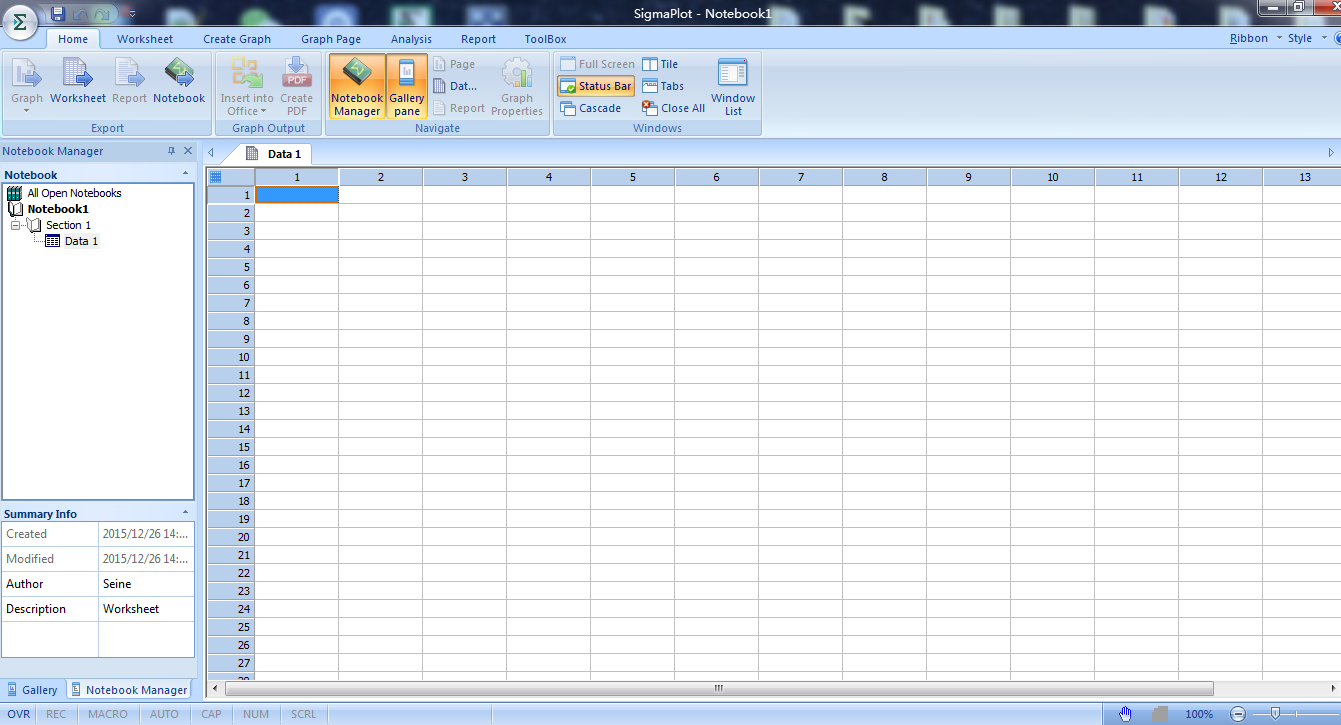 SigmaPlot - Notebook1
Home Worksheet Create Graph Graph Page Analysis Report ToolBox Ribbon Style
Graph Worksheet Report Notebook
Export
Insert into Office Create PDF
Graph Output
Notebook Manager Gallery pane
Page
Dat...
Report
Graph Properties
Navigate
Full Screen Tile
Status Bar Tabs
Cascade Close All
Window List
Windows
Notebook Manager
Notebook
All Open Notebooks
Notebook1
Section 1
Data 1
Summary Info
Created 2015/12/26 14:...
Modified 2015/12/26 14:...
Author Seine
Description Worksheet
Gallery Notebook Manager
Data 1
1 2 3 4 5 6 7 8 9 10 11 12 13
1
2
3
4
5
6
7
8
9
10
11
12
13
14
15
16
17
18
19
20
21
22
23
24
25
26
27
OVR REC MACRO AUTO CAP NUM SCRL 100%